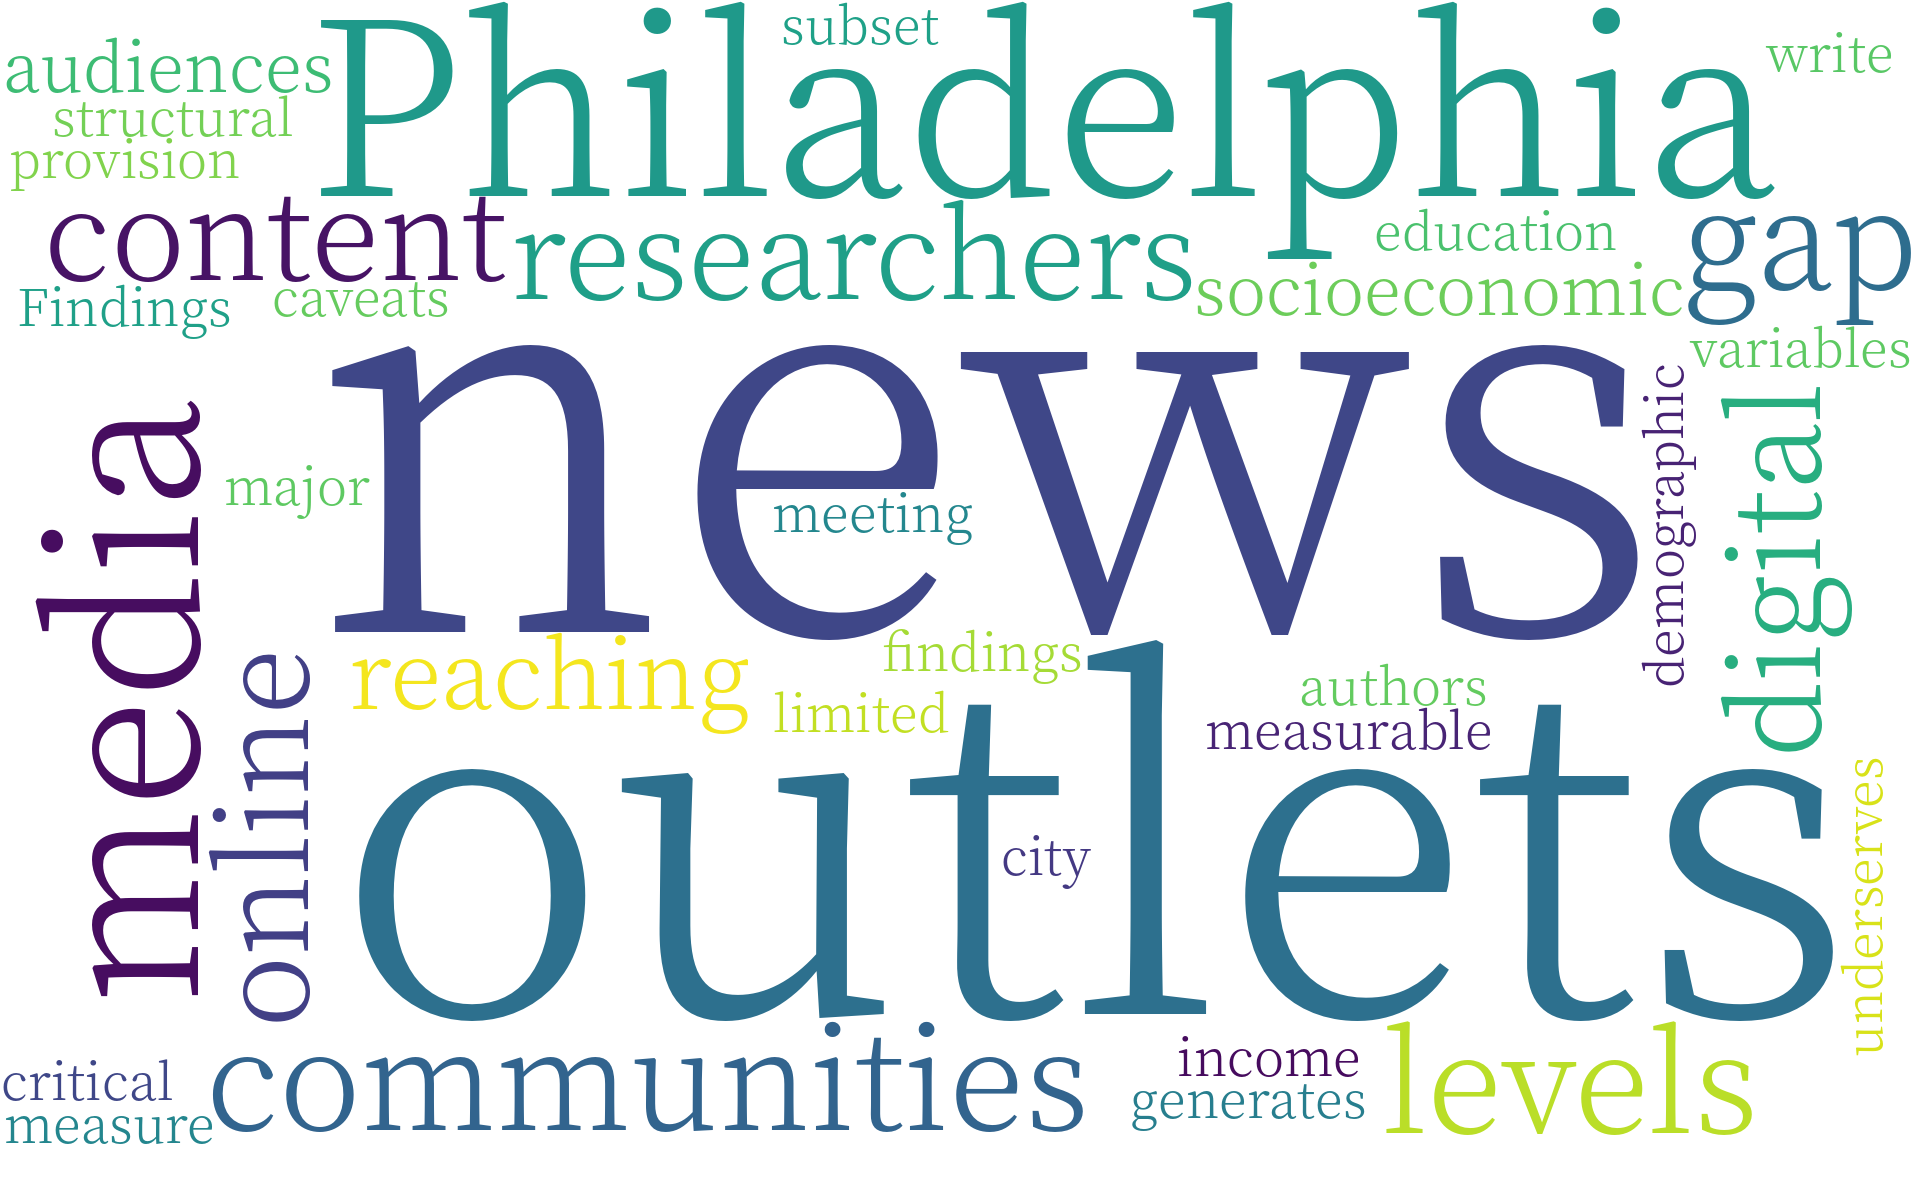 subset
Philadelphia
write
audiences
structural
provision
content
researchers
education
gap
socioeconomic
Findings
caveats
variables
news
demographic
digital
media
major
meeting
reaching
findings
limited
authors
measurable
online
outlets
city
underserves
communities
income
generates
levels
critical
measure